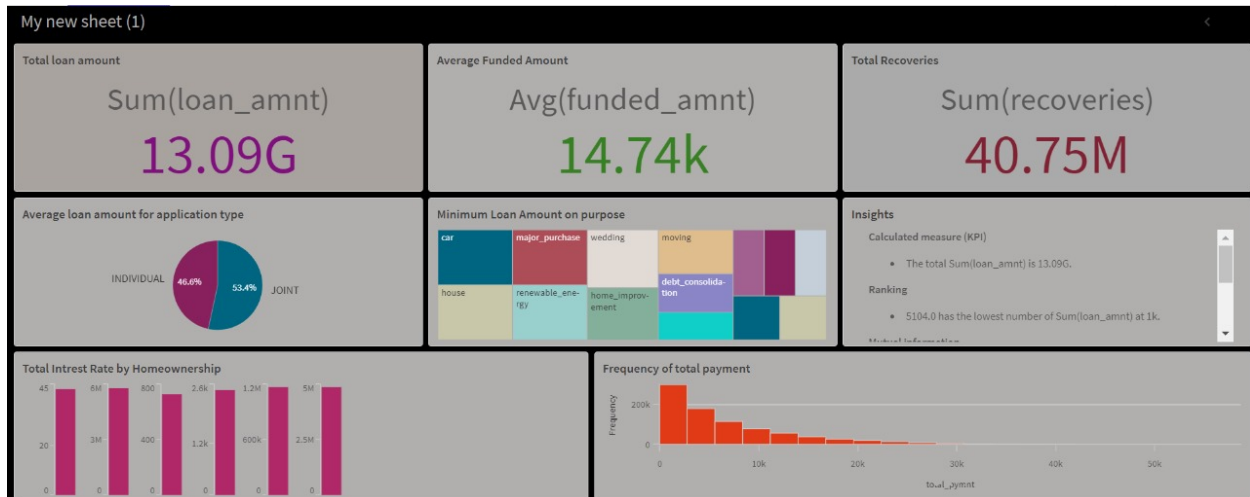 My new sheet (1)
Total loan amount
Sum(loan_amnt)
13.09G
Average Funded Amount
Avg(funded_amnt)
14.74k
Total Recoveries
Sum(recoveries)
40.75M
Average loan amount for application type
INDIVIDUAL
46.6%
53.4%
JOINT
Minimum Loan Amount on purpose
car
major_purchase
wedding
moving
house
renewable_ene-
rgy
home_improv-
ement
debt_consolida-
tion
Insights
Calculated measure (KPI)
• The total Sum(loan_amnt) is 13.09G.
Ranking
• 5104.0 has the lowest number of Sum(loan_amnt) at 1k.
Mutual Information
Total Intrest Rate by Homeownership
45
20
0
6M
3M
0
800
400
0
2.6k
1.2k
0
1.2M
600k
0
5M
2.5M
0
Frequency of total payment
Frequency
200k
0
0
10k
20k
30k
40k
50k
total_pymnt